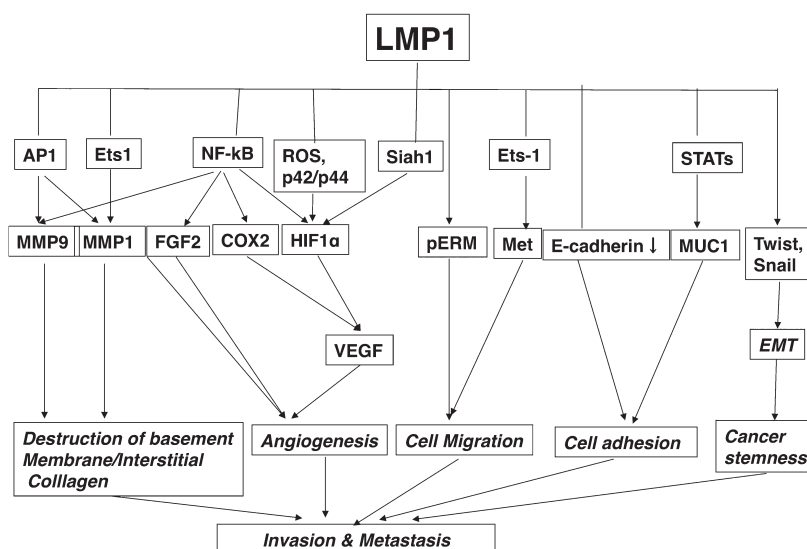 LMP1
AP1
Ets1
NF-kB
ROS,
p42/p44
Siah1
Ets-1
STATs
MMP9
MMP1
FGF2
COX2
HIF1α
pERM
Met
E-cadherin ↓
MUC1
Twist,
Snail
VEGF
EMT
Destruction of basement
Membrane/Interstitial
Colllagen
Angiogenesis
Cell Migration
Cell adhesion
Cancer
stemness
Invasion & Metastasis